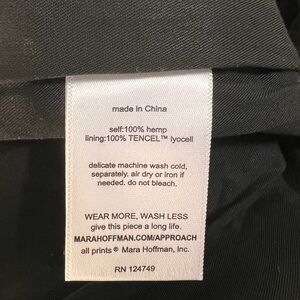 made in China
self:100% hemp
lining:100% TENCEL™ lyocell
delicate machine wash cold,
separately. air dry or iron if
needed. do not bleach.
WEAR MORE, WASH LESS
give this piece a long life.
MARAHOFFMAN.COM/APPROACH
all prints © Mara Hoffman, Inc.
RN 124749